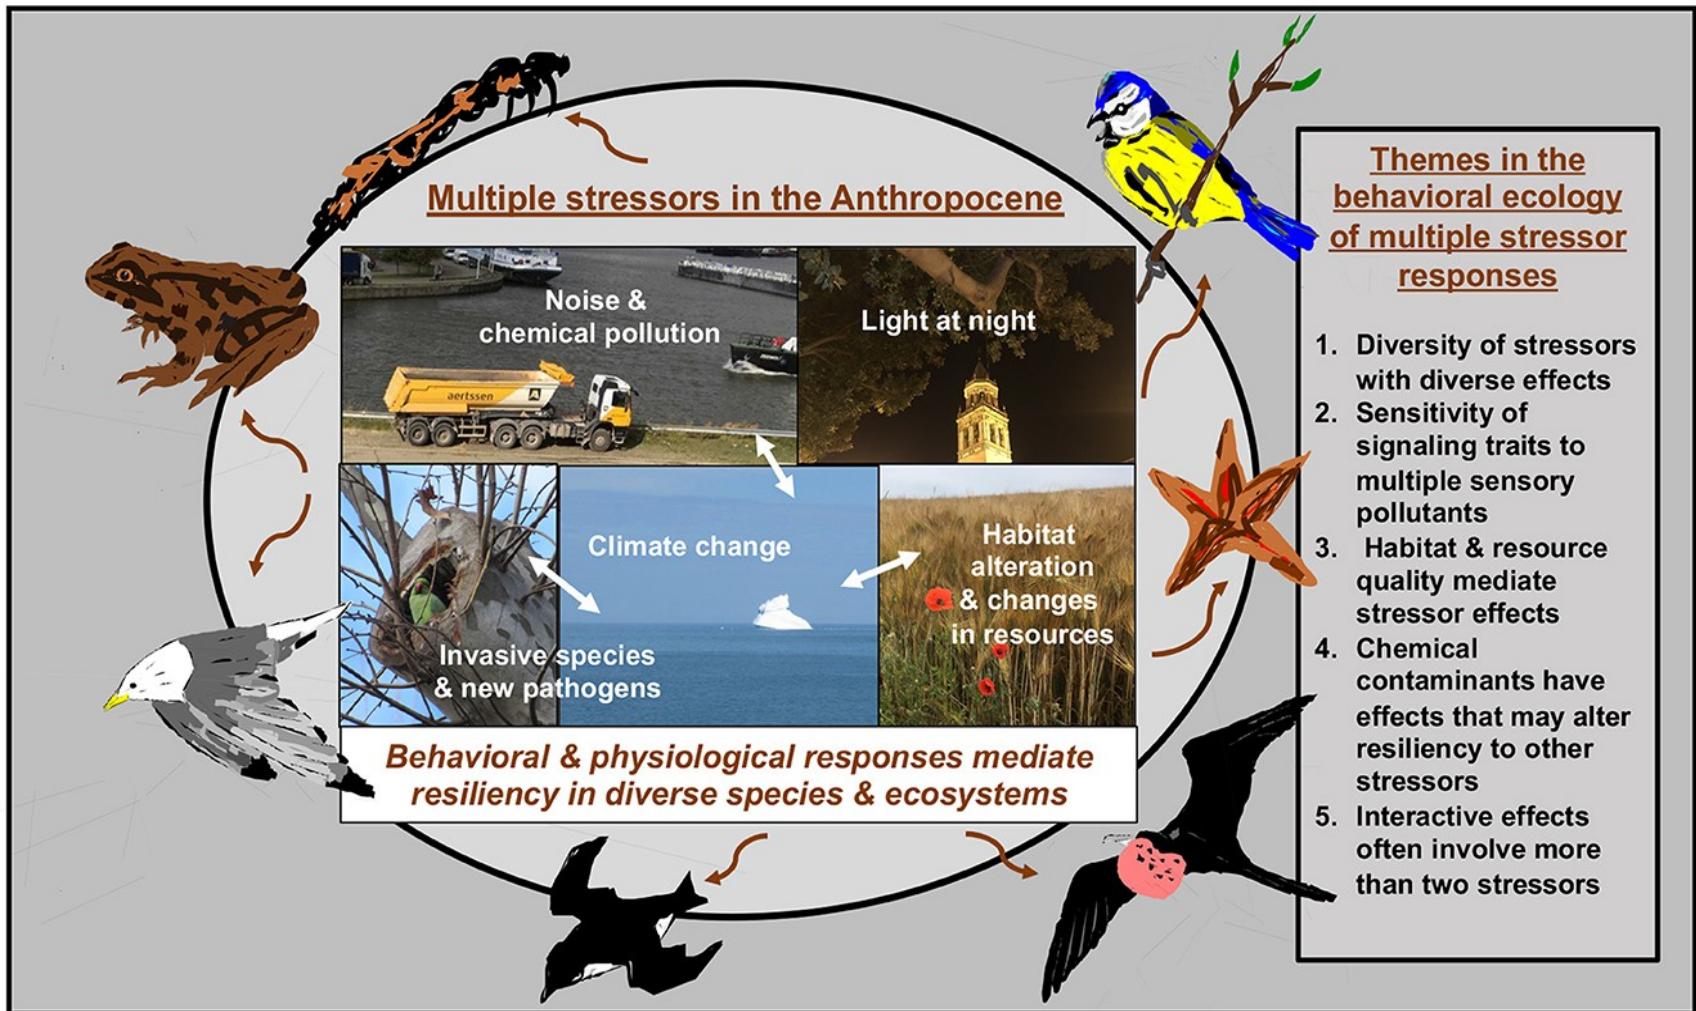 Multiple stressors in the Anthropocene
Noise &
chemical pollution
aertssen
Light at night
Climate change
Habitat
alteration
& changes
in resources
Invasive species
& new pathogens
Behavioral & physiological responses mediate
resiliency in diverse species & ecosystems
Themes in the
behavioral ecology
of multiple stressor
responses
1. Diversity of stressors
with diverse effects
2. Sensitivity of
signaling traits to
multiple sensory
pollutants
3. Habitat & resource
quality mediate
stressor effects
4. Chemical
contaminants have
effects that may alter
resiliency to other
stressors
5. Interactive effects
often involve more
than two stressors